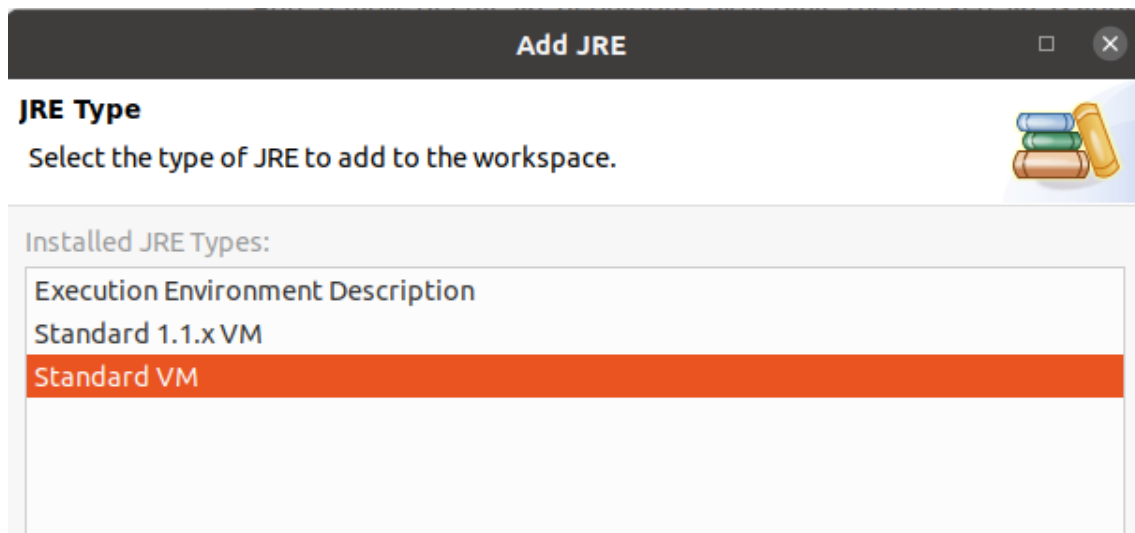 Add JRE
JRE Type
Select the type of JRE to add to the workspace.
Installed JRE Types:
Execution Environment Description
Standard 1.1.x VM
Standard VM